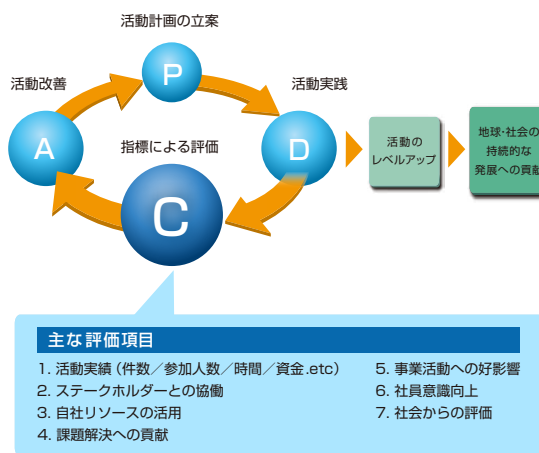 活動計画の立案
P
活動改善
活動実践
A
指標による評価
D
C
活動の
レベルアップ
地球・社会の
持続的な
発展への貢献
主な評価項目
1. 活動実績（件数／参加人数／時間／資金.etc）
2. ステークホルダーとの協働
3. 自社リソースの活用
4. 課題解決への貢献
5. 事業活動への好影響
6. 社員意識向上
7. 社会からの評価